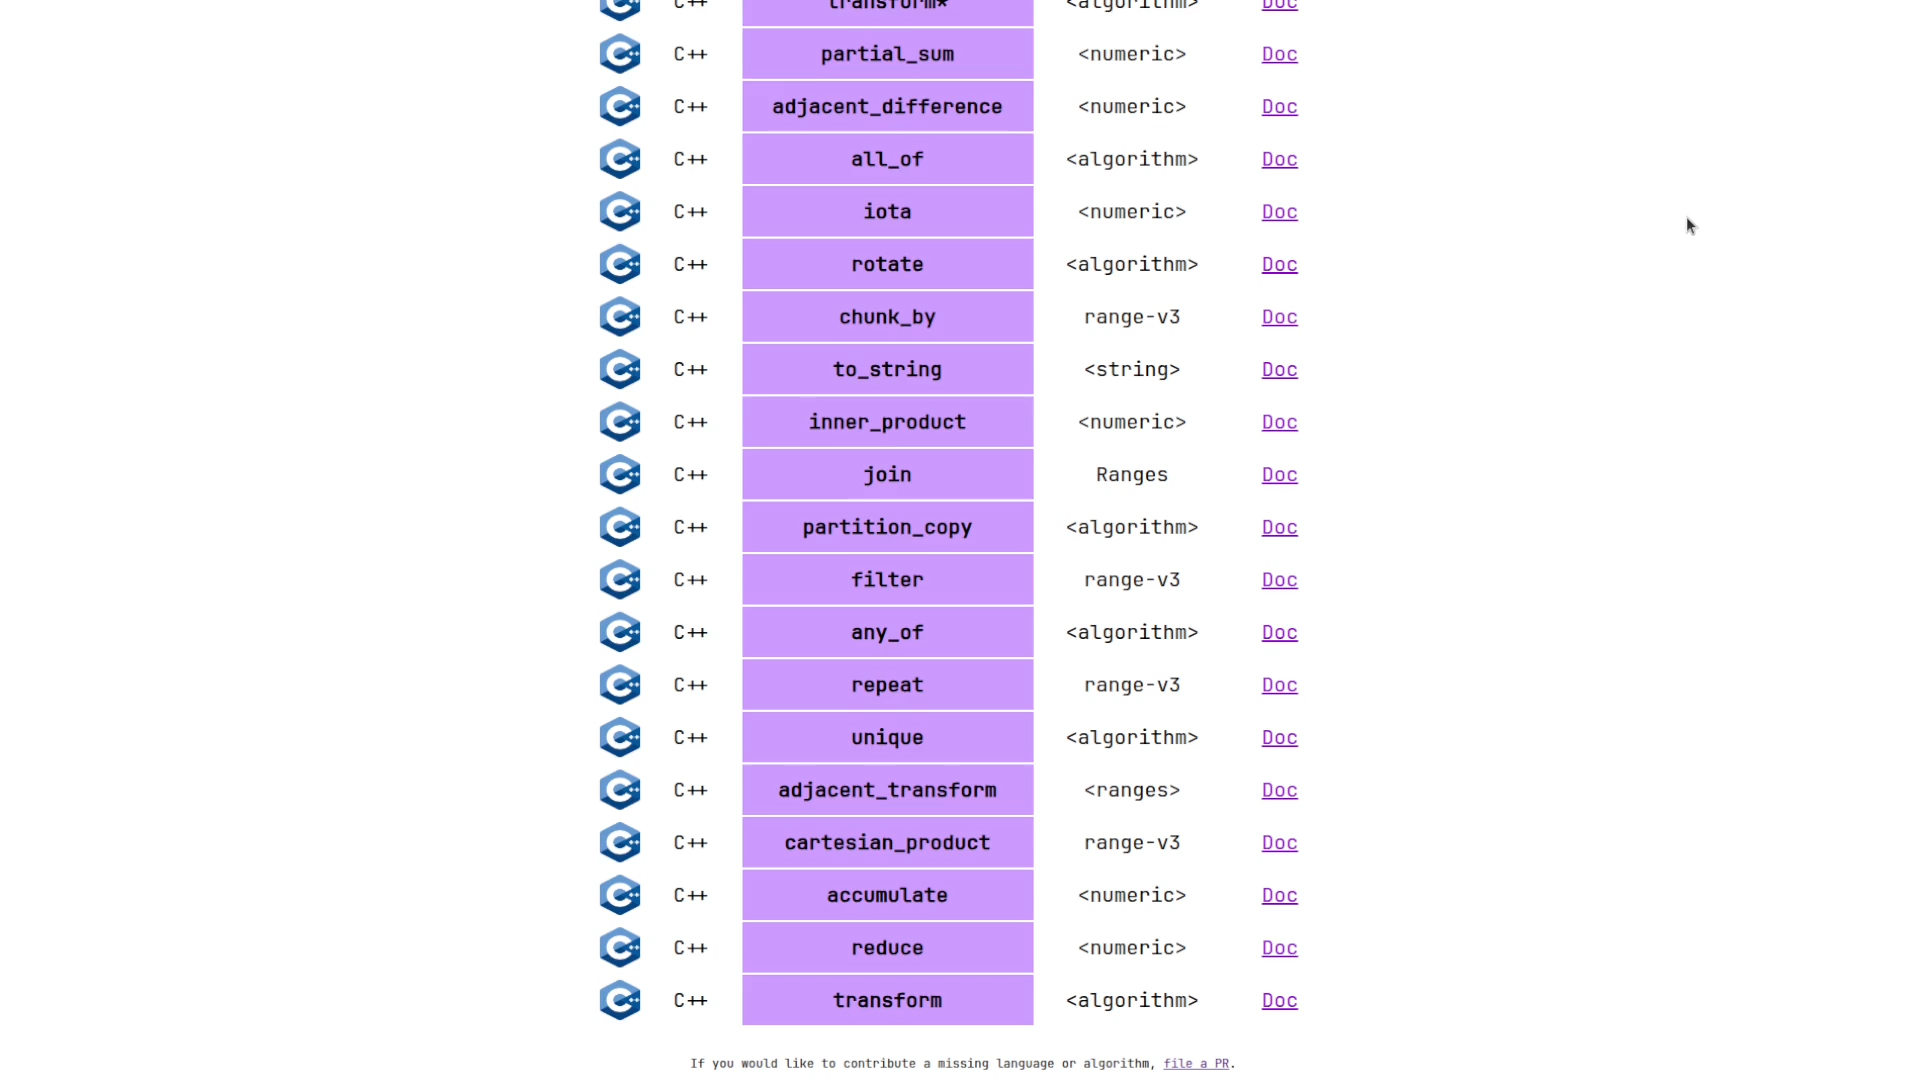 C++ transform* <algorithm> Doc
C++ partial_sum <numeric> Doc
C++ adjacent_difference <numeric> Doc
C++ all_of <algorithm> Doc
C++ iota <numeric> Doc
C++ rotate <algorithm> Doc
C++ chunk_by range-v3 Doc
C++ to_string <string> Doc
C++ inner_product <numeric> Doc
C++ join Ranges Doc
C++ partition_copy <algorithm> Doc
C++ filter range-v3 Doc
C++ any_of <algorithm> Doc
C++ repeat range-v3 Doc
C++ unique <algorithm> Doc
C++ adjacent_transform <ranges> Doc
C++ cartesian_product range-v3 Doc
C++ accumulate <numeric> Doc
C++ reduce <numeric> Doc
C++ transform <algorithm> Doc
If you would like to contribute a missing language or algorithm, file a PR.